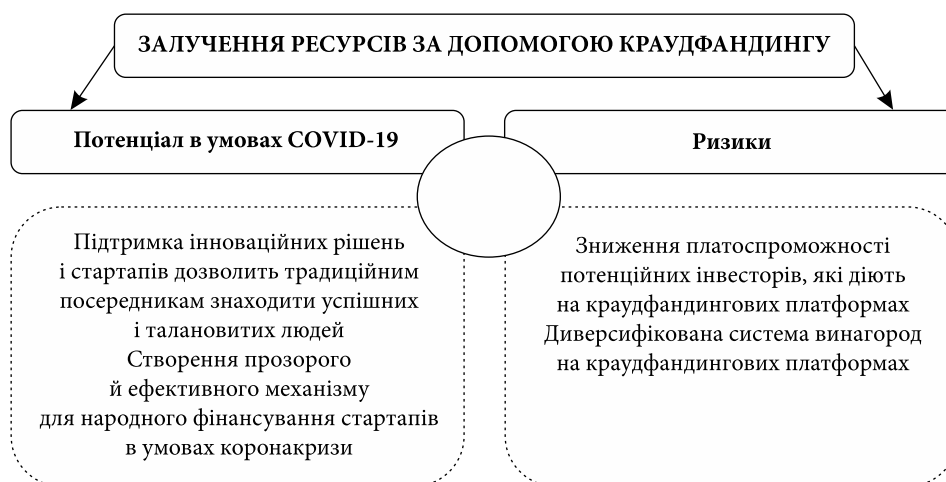 ЗАЛУЧЕННЯ РЕСУРСІВ ЗА ДОПОМОГОЮ КРАУДФАНДИНГУ
Потенціал в умовах COVID-19
Підтримка інноваційних рішень
і стартапів дозволить традиційним
посередникам знаходити успішних
і талановитих людей
Створення прозорого
й ефективного механізму
для народного фінансування стартапів
в умовах коронакризи
Ризики
Зниження платоспроможності
потенційних інвесторів, які діють
на краудфандингових платформах
Диверсифікована система винагород
на краудфандингових платформах